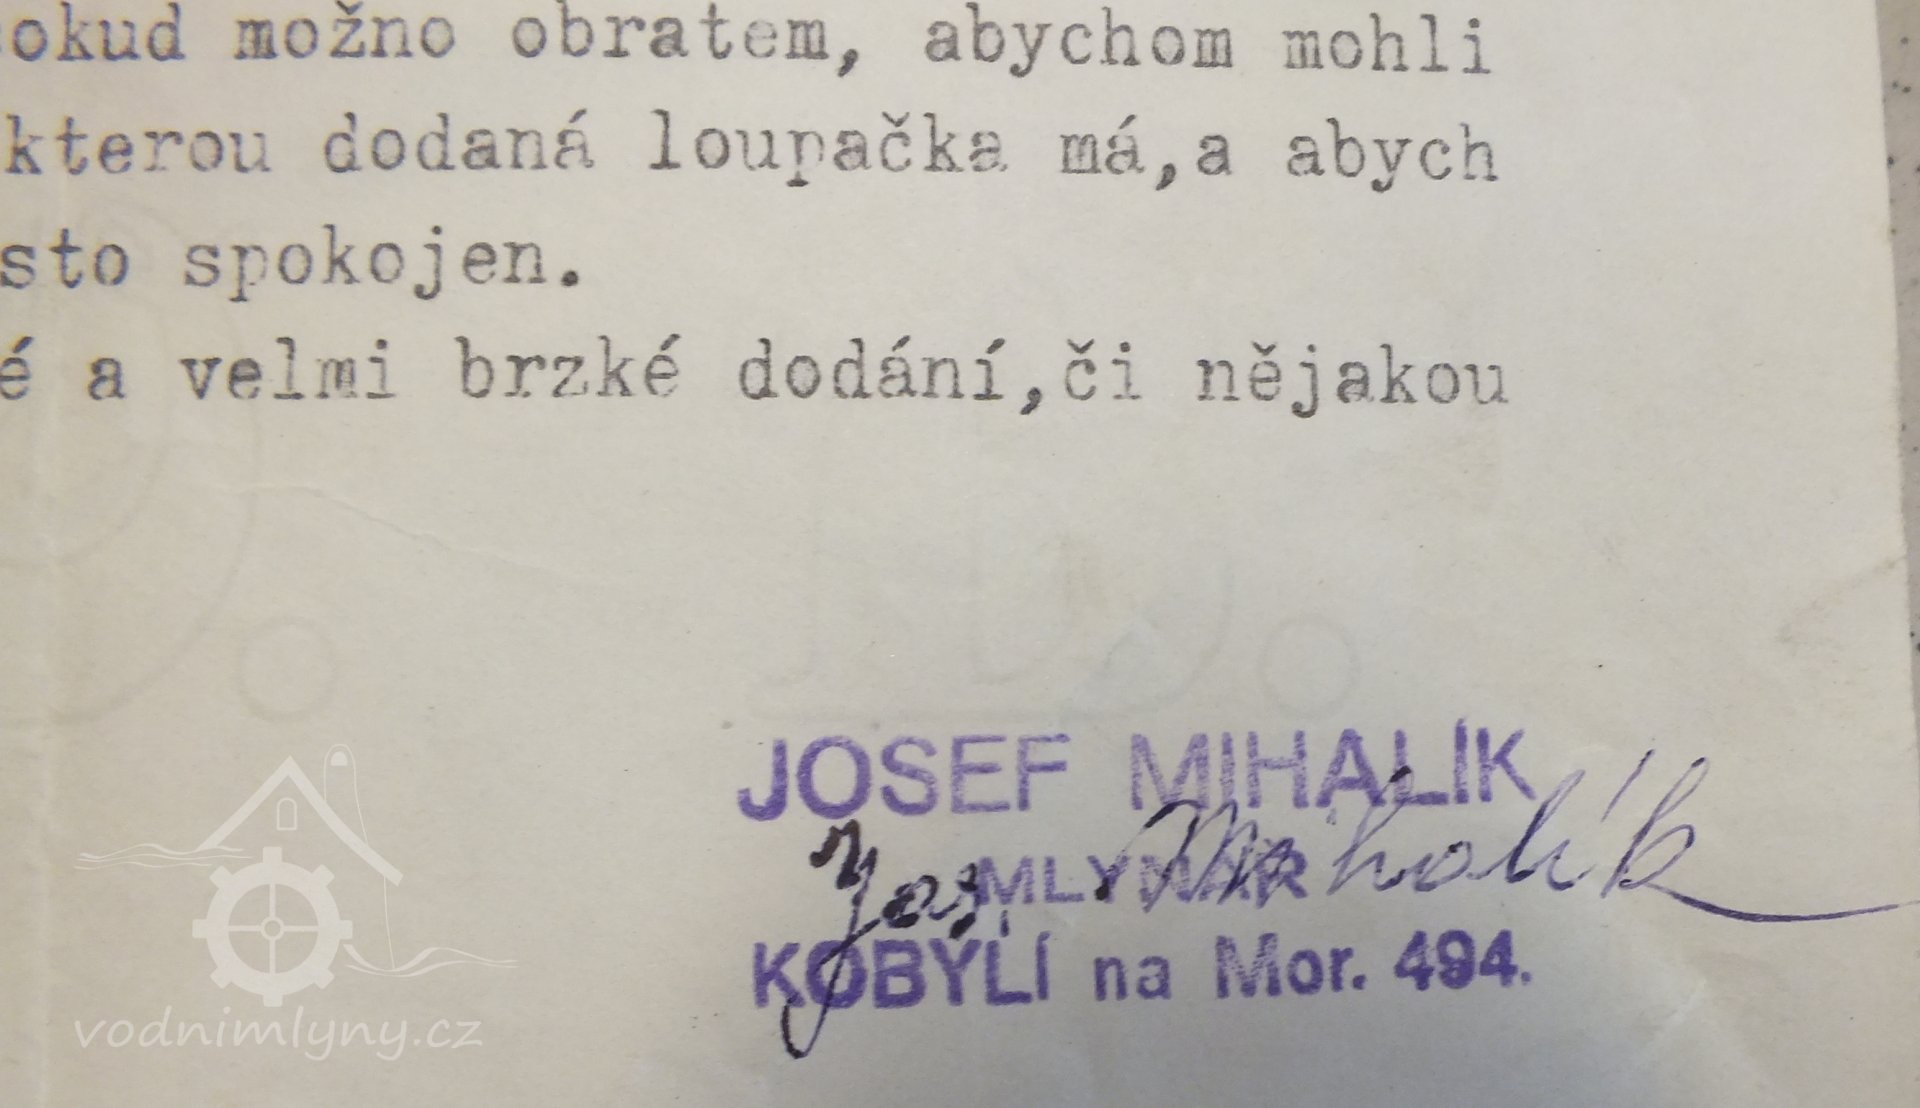 okud možno obratem, abychom mohli
kterou dodaná loupačka má,a abych
sto spokojen.
é a velmi brzké dodání,či nějakou
JOSEF MIHALÍK
Jos. Mihalík
MLYNÁŘ
KOBYLÍ na Mor. 494.
vodnimlyny.cz